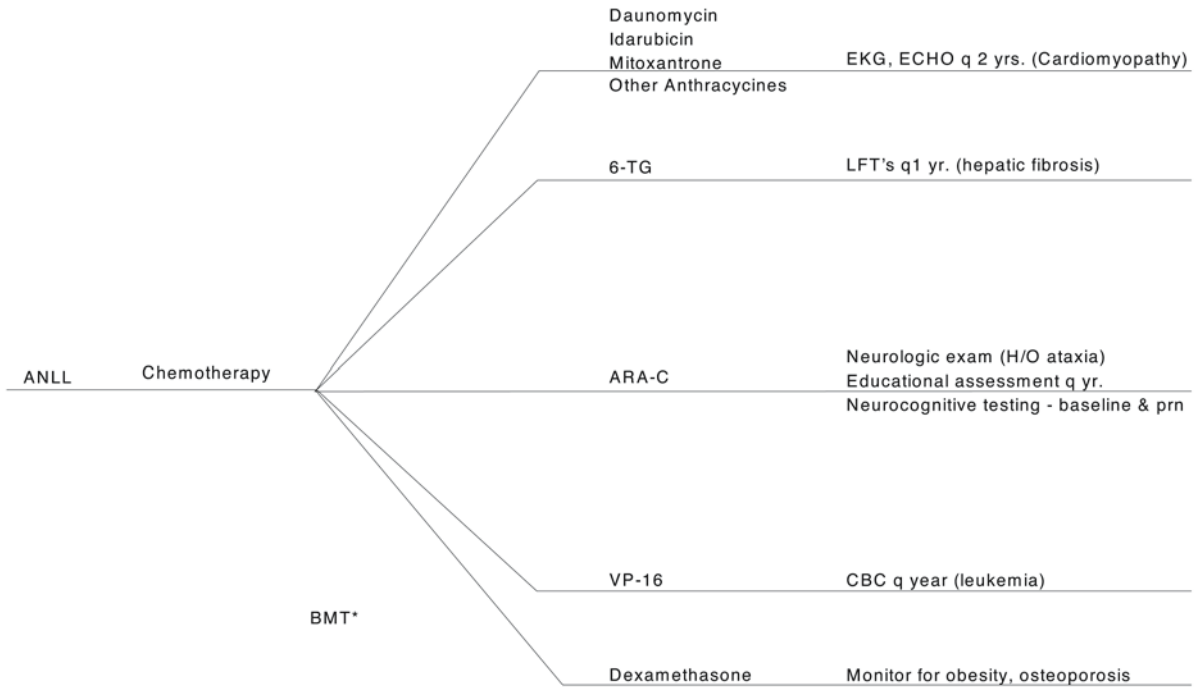 Daunomycin
Idarubicin
Mitoxantrone
Other Anthracycines
EKG, ECHO q 2 yrs. (Cardiomyopathy)
6-TG
LFT's q1 yr. (hepatic fibrosis)
ANLL
Chemotherapy
ARA-C
Neurologic exam (H/O ataxia)
Educational assessment q yr.
Neurocognitive testing - baseline & prn
VP-16
CBC q year (leukemia)
BMT*
Dexamethasone
Monitor for obesity, osteoporosis